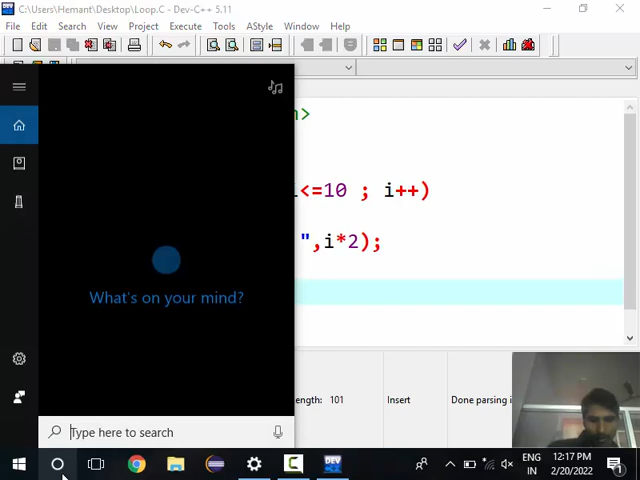 C:\Users\Hemant\Desktop\Loop.C - Dev-C++ 5.11
File Edit Search View Project Execute Tools AStyle Window Help
>
<=10 ; i++)
",i*2);
What's on your mind?
Length: 101 Insert Done parsing i
Type here to search
DEV
ENG 12:17 PM
IN 2/20/2022
1